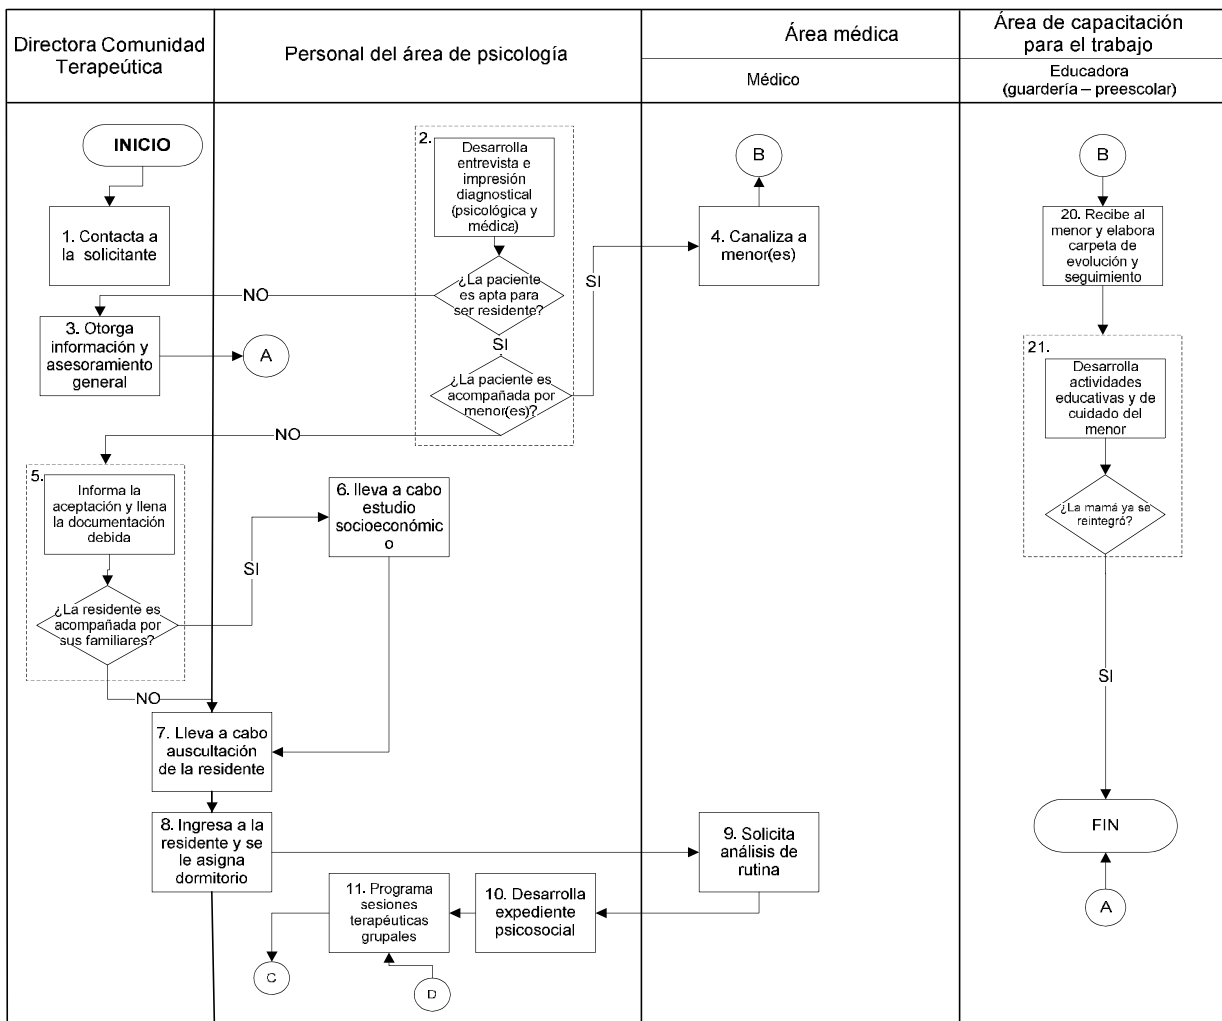 Directora Comunidad
Terapeútica
Personal del área de psicología
Área médica
Médico
Área de capacitación
para el trabajo
Educadora
(guardería – preescolar)
INICIO
1. Contacta a
la solicitante
2.
Desarrolla
entrevista e
impresión
diagnostical
(psicológica y
médica)
¿La paciente
es apta para
ser residente?
NO
SI
3. Otorga
información y
asesoramiento
general
A
¿La paciente es
acompañada por
menor(es)?
SI
NO
4. Canaliza a
menor(es)
B
B
20. Recibe al
menor y elabora
carpeta de
evolución y
seguimiento
21.
Desarrolla
actividades
educativas y de
cuidado del
menor
¿La mamá ya se
reintegró?
SI
5.
Informa la
aceptación y llena
la documentación
debida
¿La residente es
acompañada por
sus familiares?
SI
NO
6. lleva a cabo
estudio
socioeconómic
o
7. Lleva a cabo
auscultación
de la residente
8. Ingresa a la
residente y se
le asigna
dormitorio
9. Solicita
análisis de
rutina
10. Desarrolla
expediente
psicosocial
11. Programa
sesiones
terapéuticas
grupales
C
D
FIN
A